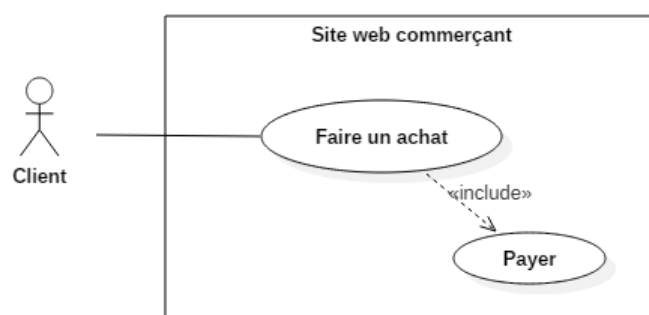 Site web commerçant
Faire un achat
Client
«include»
Payer